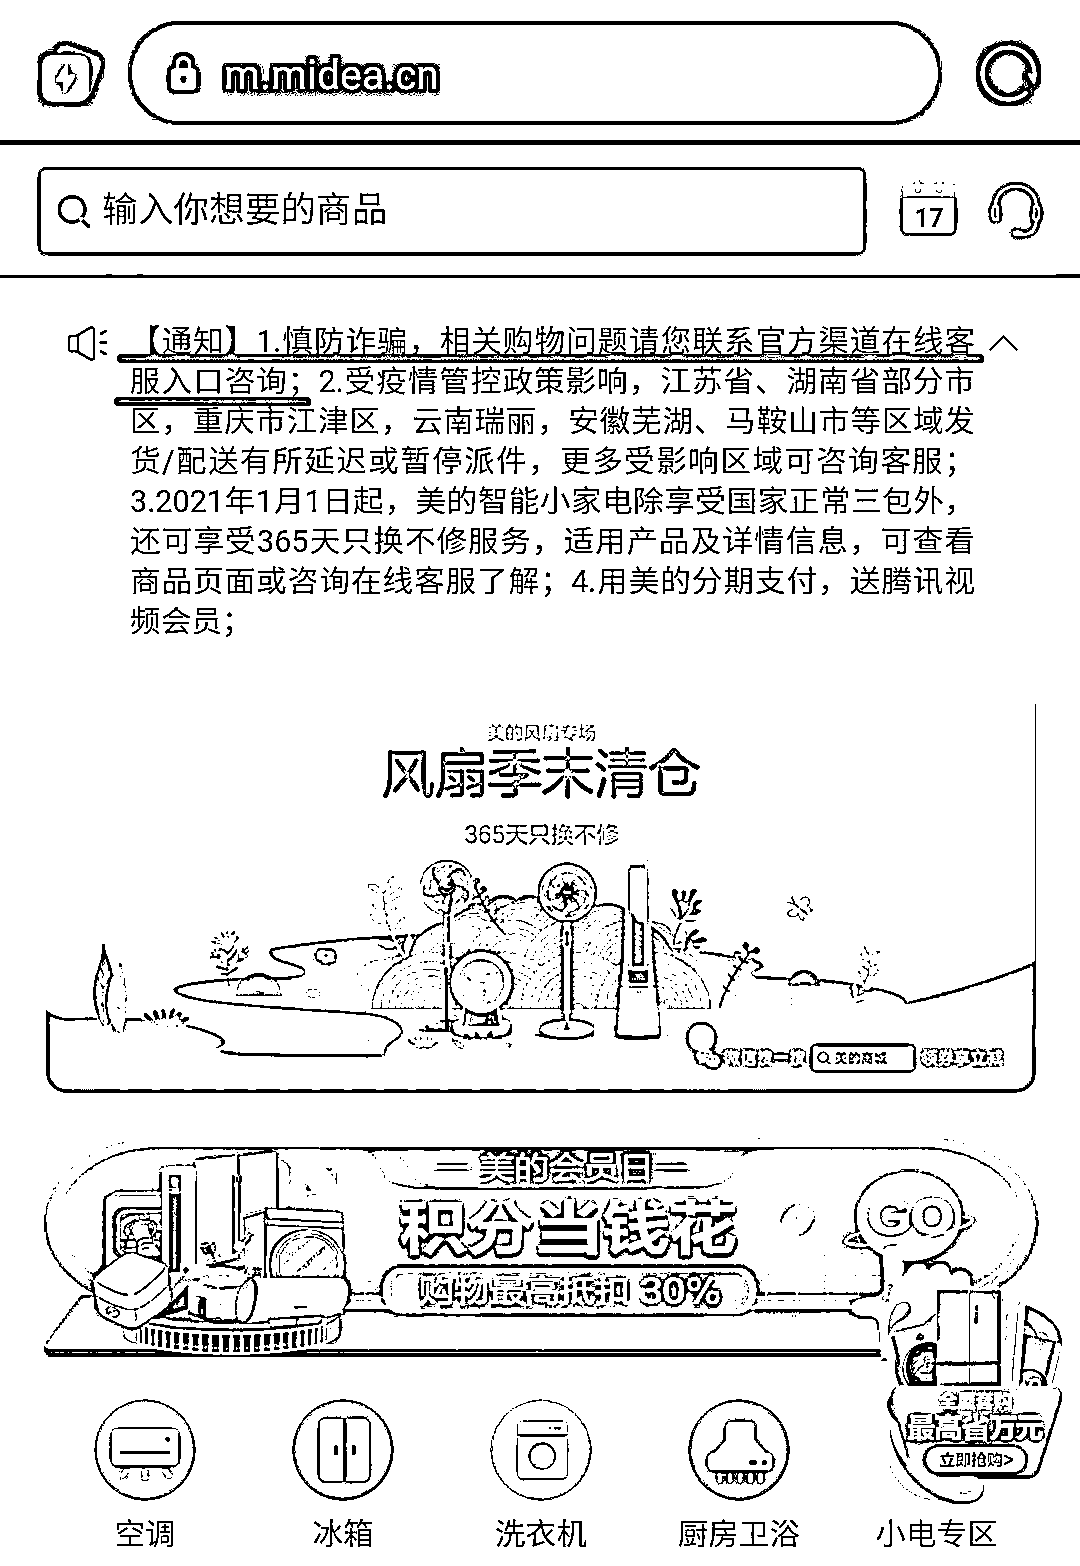 m.midea.cn
输入你想要的商品
17
【通知】1.慎防诈骗，相关购物问题请您联系官方渠道在线客
服入口咨询；2.受疫情管控政策影响，江苏省、湖南省部分市
区，重庆市江津区，云南瑞丽，安徽芜湖、马鞍山市等区域发
货/配送有所延迟或暂停派件，更多受影响区域可咨询客服；
3.2021年1月1日起，美的智能小家电除享受国家正常三包外，
还可享受365天只换不修服务，适用产品及详情信息，可查看
商品页面或咨询在线客服了解；4.用美的分期支付，送腾讯视
频会员；
美的风扇专场
风扇季末清仓
365天只换不修
微信搜一搜 美的商城 领券享立减
美的会员日
积分当钱花
GO
购物最高抵扣 30%
全屋套购
最高省万元
立即抢购>
空调 冰箱 洗衣机 厨房卫浴 小电专区